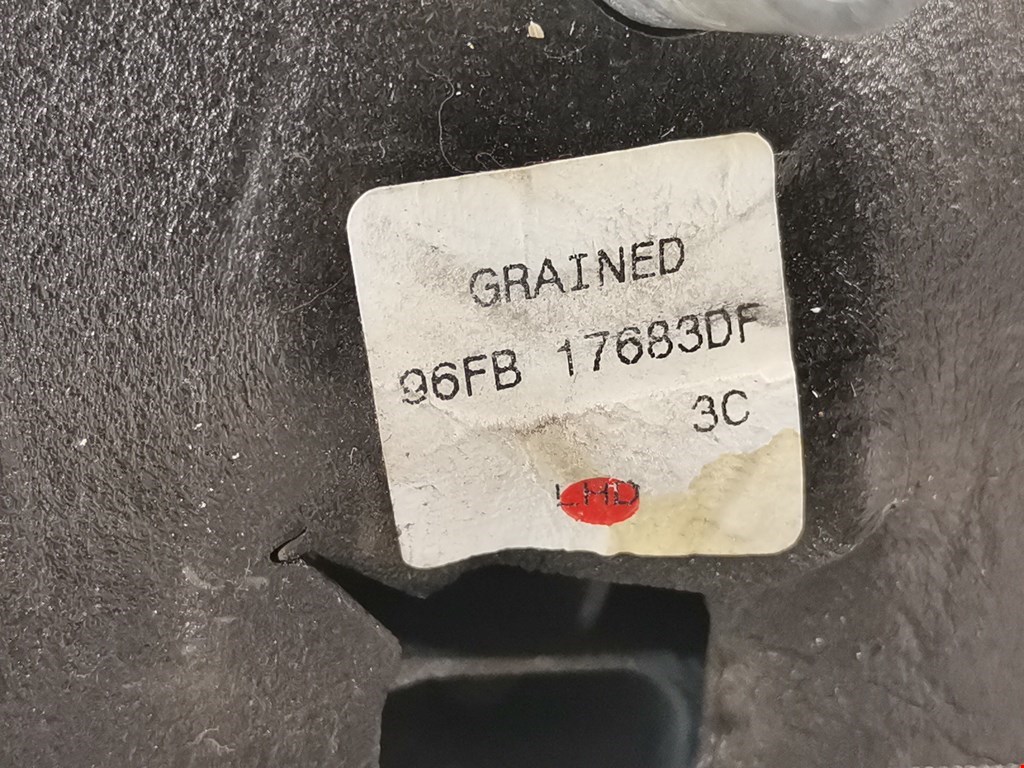 GRAINED
96FB 17683DF
3C
LHD